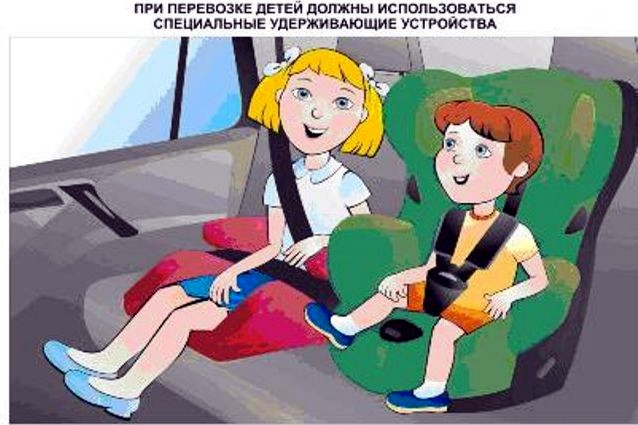 ПРИ ПЕРЕВОЗКЕ ДЕТЕЙ ДОЛЖНЫ ИСПОЛЬЗОВАТЬСЯ
СПЕЦИАЛЬНЫЕ УДЕРЖИВАЮЩИЕ УСТРОЙСТВА